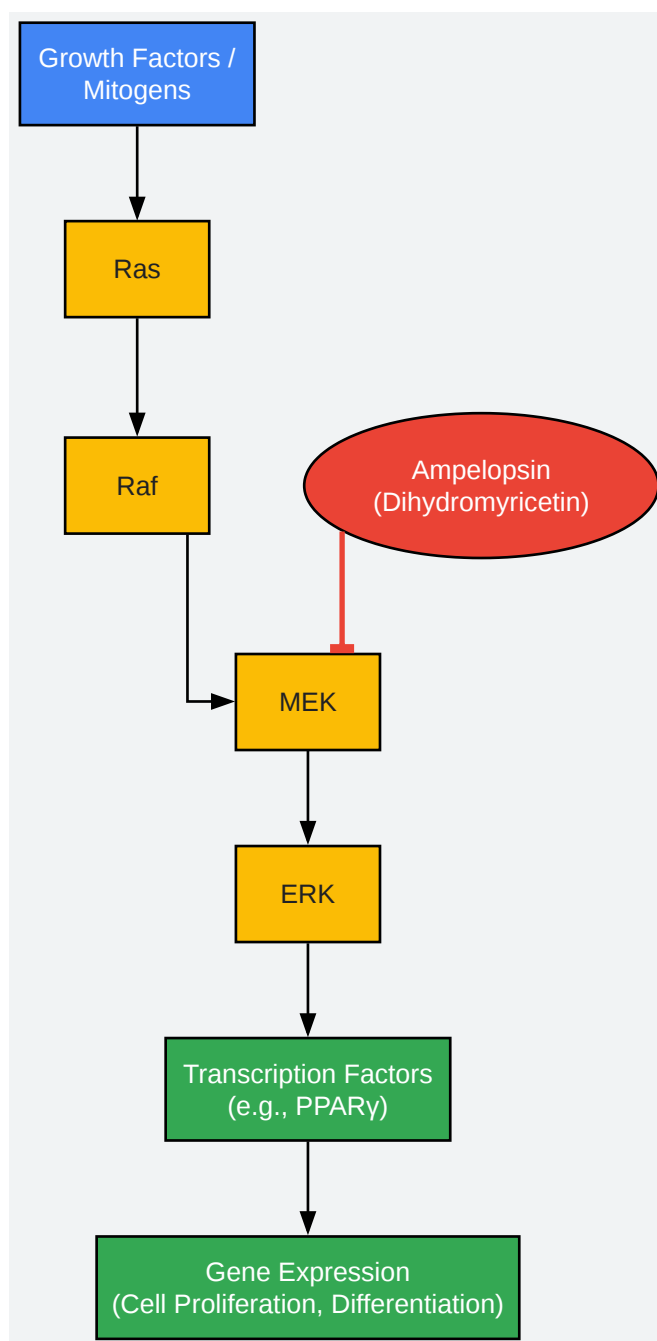 Growth Factors /
Mitogens
Ras
Raf
Ampelopsin
(Dihydromyricetin)
MEK
ERK
Transcription Factors
(e.g., PPARγ)
Gene Expression
(Cell Proliferation, Differentiation)